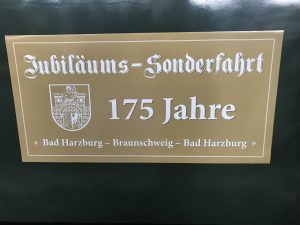 Jubiläums-Sonderfahrt
175 Jahre
« Bad Harzburg – Braunschweig – Bad Harzburg »